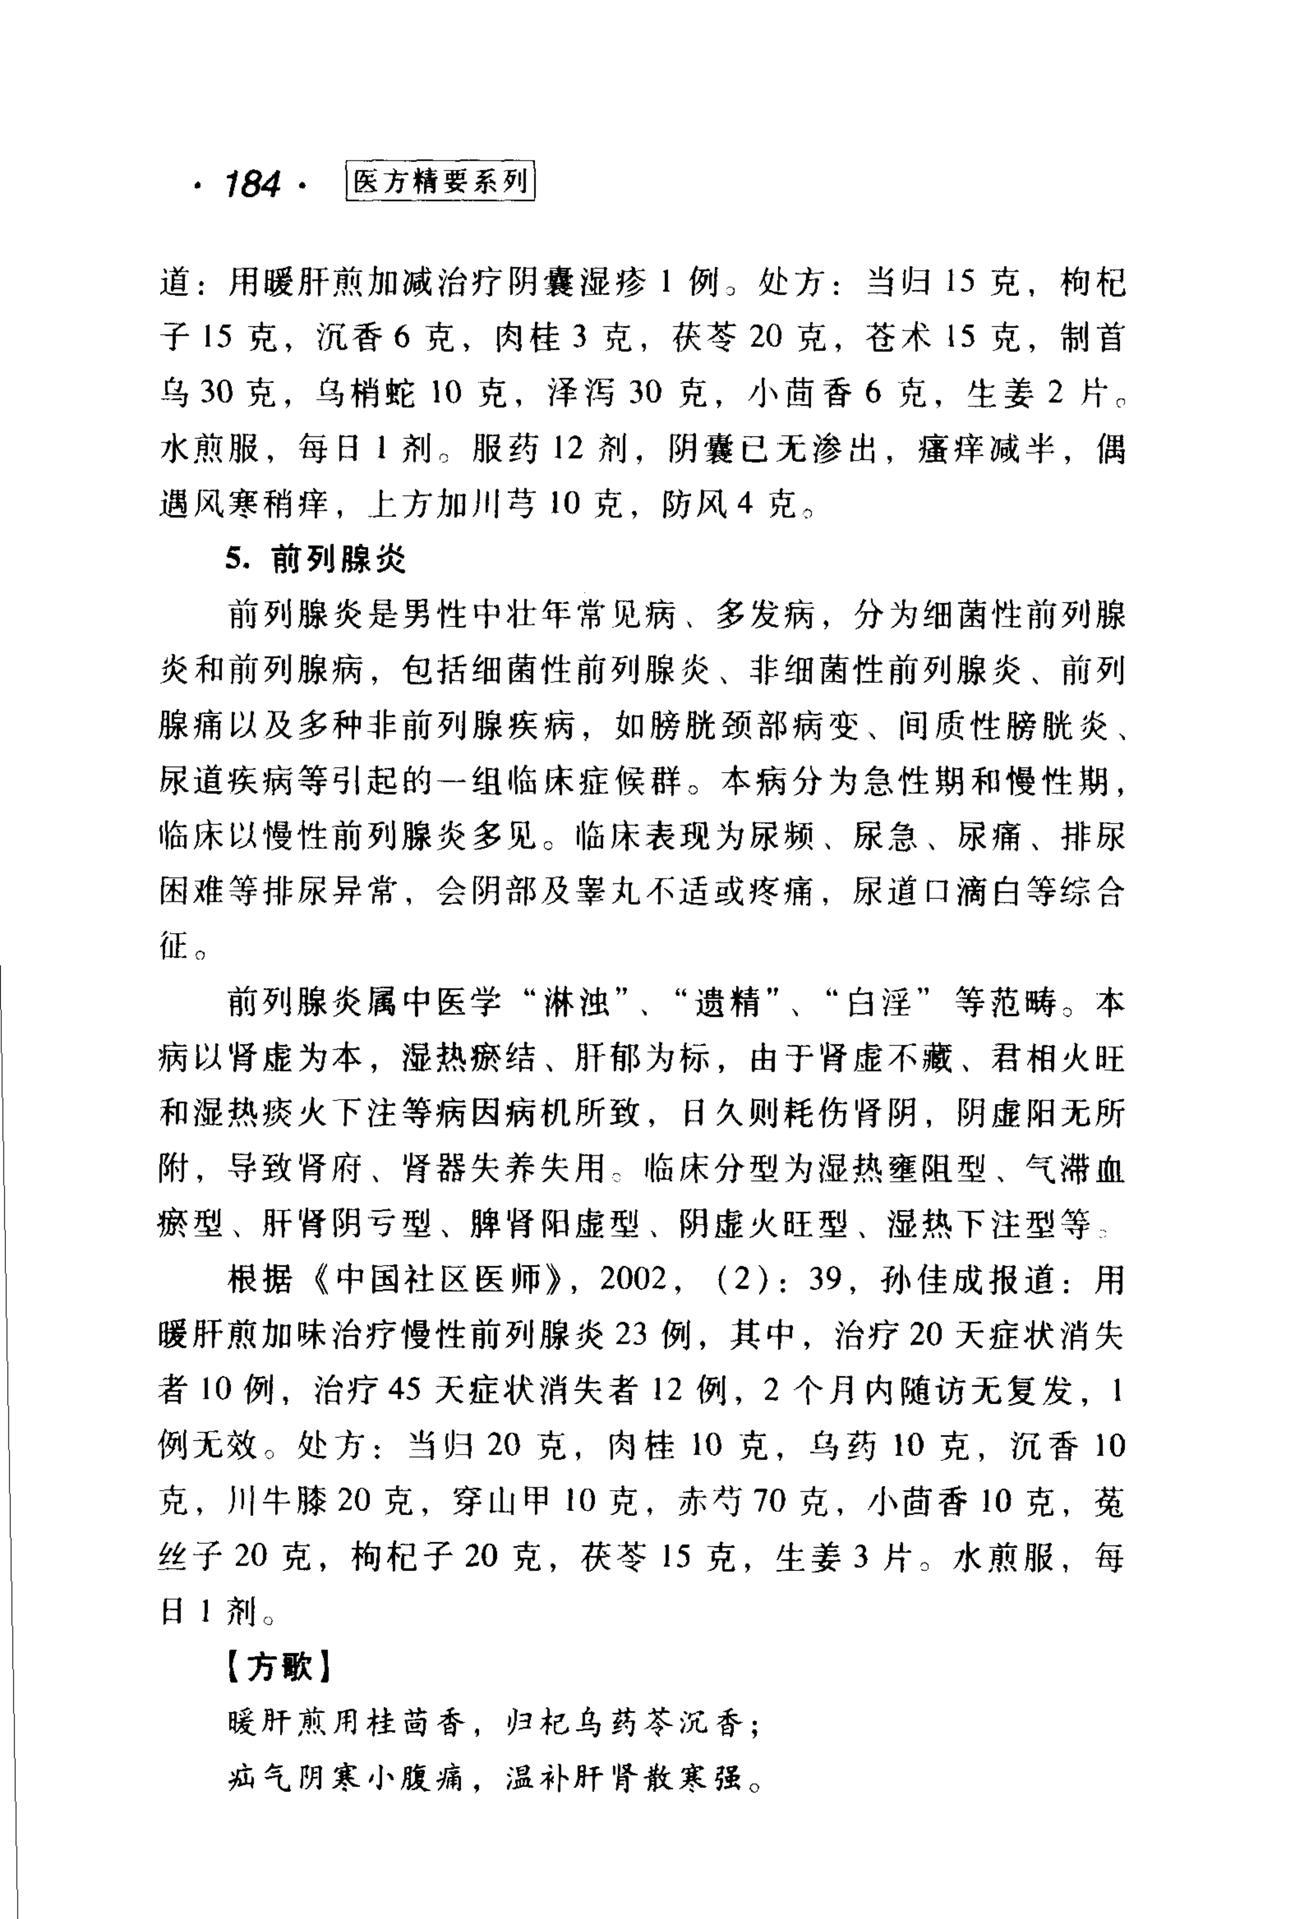 · 184 · 医方精要系列
道：用暖肝煎加减治疗阴囊湿疹 1 例。处方：当归 15 克，枸杞
子 15 克，沉香 6 克，肉桂 3 克，茯苓 20 克，苍术 15 克，制首
乌 30 克，乌梢蛇 10 克，泽泻 30 克，小茴香 6 克，生姜 2 片。
水煎服，每日 1 剂。服药 12 剂，阴囊已无渗出，瘙痒减半，偶
遇风寒稍痒，上方加川芎 10 克，防风 4 克。
5. 前列腺炎
前列腺炎是男性中壮年常见病、多发病，分为细菌性前列腺
炎和前列腺病，包括细菌性前列腺炎、非细菌性前列腺炎、前列
腺痛以及多种非前列腺疾病，如膀胱颈部病变、间质性膀胱炎、
尿道疾病等引起的一组临床症候群。本病分为急性期和慢性期，
临床以慢性前列腺炎多见。临床表现为尿频、尿急、尿痛、排尿
困难等排尿异常，会阴部及睾丸不适或疼痛，尿道口滴白等综合
征。
前列腺炎属中医学“淋浊”、“遗精”、“白淫”等范畴。本
病以肾虚为本，湿热瘀结、肝郁为标，由于肾虚不藏、君相火旺
和湿热痰火下注等病因病机所致，日久则耗伤肾阴，阴虚阳无所
附，导致肾府、肾器失养失用。临床分型为湿热壅阻型、气滞血
瘀型、肝肾阴亏型、脾肾阳虚型、阴虚火旺型、湿热下注型等。
根据《中国社区医师》，2002，（2）：39，孙佳成报道：用
暖肝煎加味治疗慢性前列腺炎 23 例，其中，治疗 20 天症状消失
者 10 例，治疗 45 天症状消失者 12 例，2 个月内随访无复发，1
例无效。处方：当归 20 克，肉桂 10 克，乌药 10 克，沉香 10
克，川牛膝 20 克，穿山甲 10 克，赤芍 70 克，小茴香 10 克，菟
丝子 20 克，枸杞子 20 克，茯苓 15 克，生姜 3 片。水煎服，每
日 1 剂。
【方歌】
暖肝煎用桂茴香，归杞乌药苓沉香；
疝气阴寒小腹痛，温补肝肾散寒强。